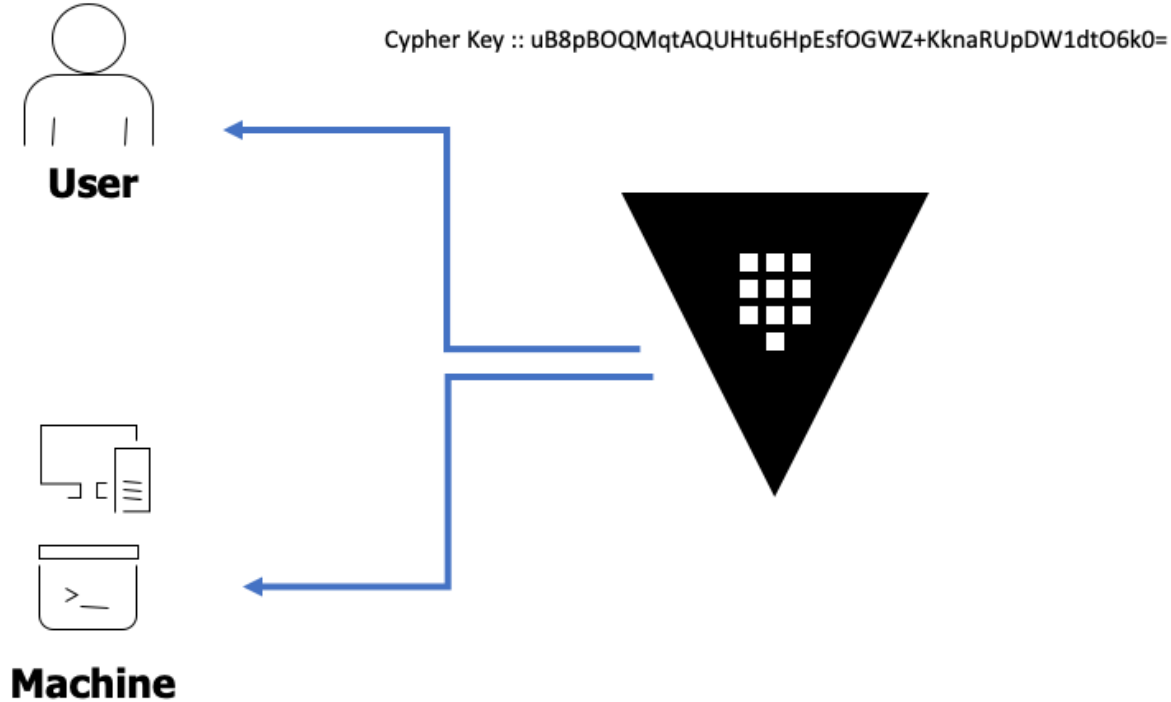 Cypher Key :: uB8pBOQMqtAQUHtu6HpEsfOGWZ+KknaRUpDW1dtO6k0=
User
>_
Machine